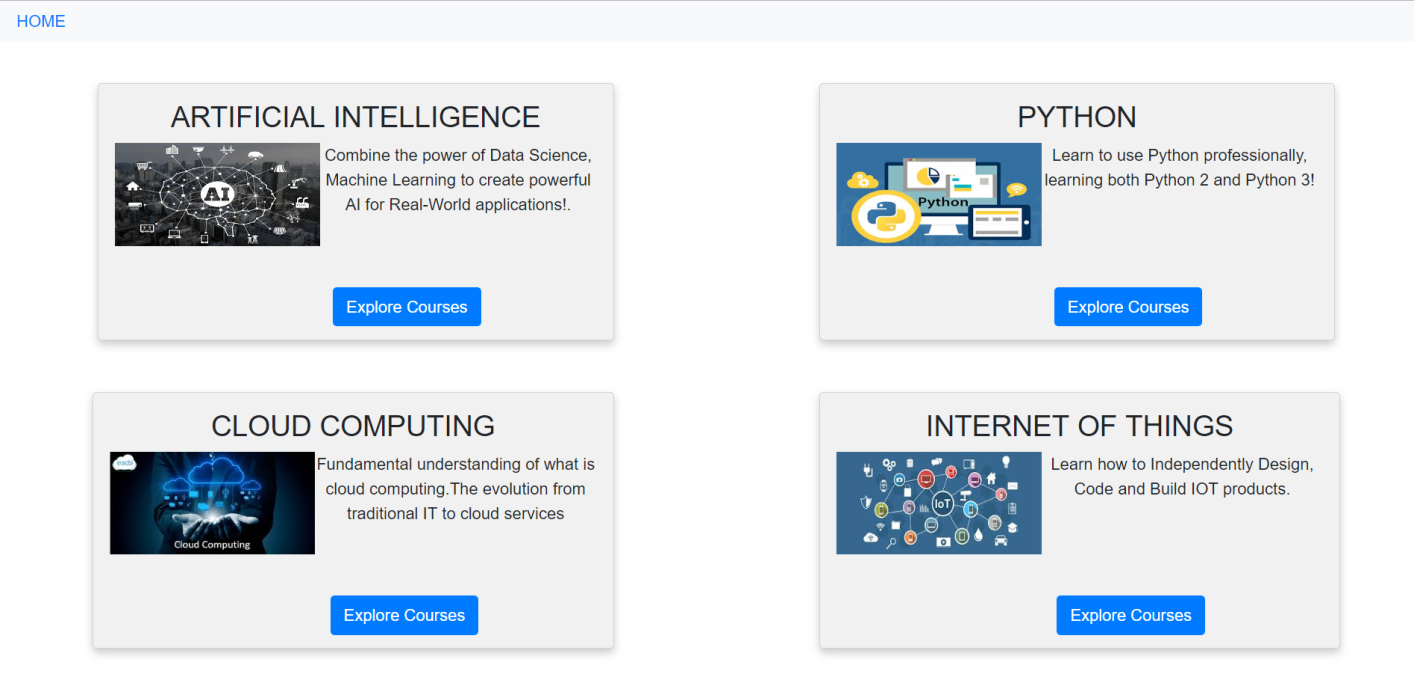 HOME
ARTIFICIAL INTELLIGENCE
AI
Combine the power of Data Science,
Machine Learning to create powerful
AI for Real-World applications!.
Explore Courses
PYTHON
Python
Learn to use Python professionally,
learning both Python 2 and Python 3!
Explore Courses
CLOUD COMPUTING
esds
Cloud Computing
Fundamental understanding of what is
cloud computing.The evolution from
traditional IT to cloud services
Explore Courses
INTERNET OF THINGS
IoT
Learn how to Independently Design,
Code and Build IOT products.
Explore Courses